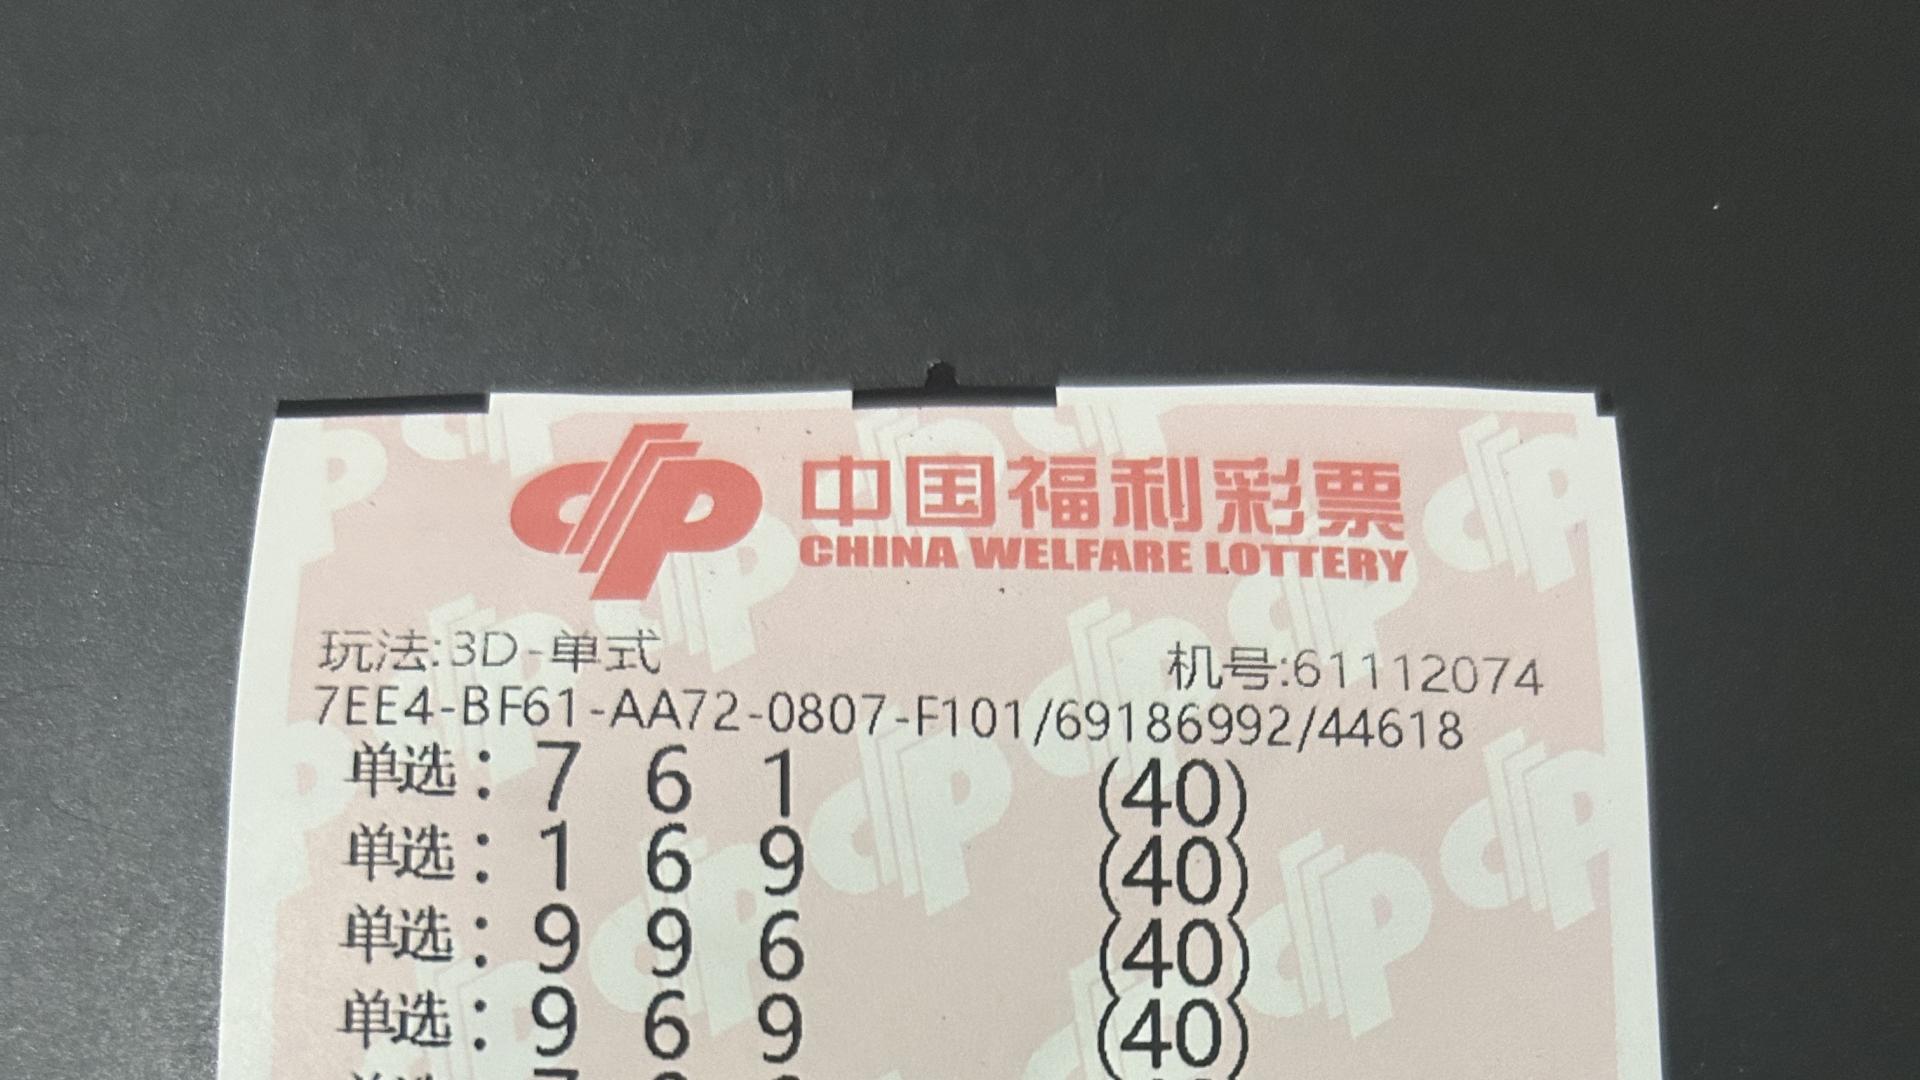 中国福利彩票
CHINA WELFARE LOTTERY
玩法:3D-单式 机号:61112074
7EE4-BF61-AA72-0807-F101/69186992/44618
单选：7 6 1 (40)
单选：1 6 9 (40)
单选：9 9 6 (40)
单选：9 6 9 (40)